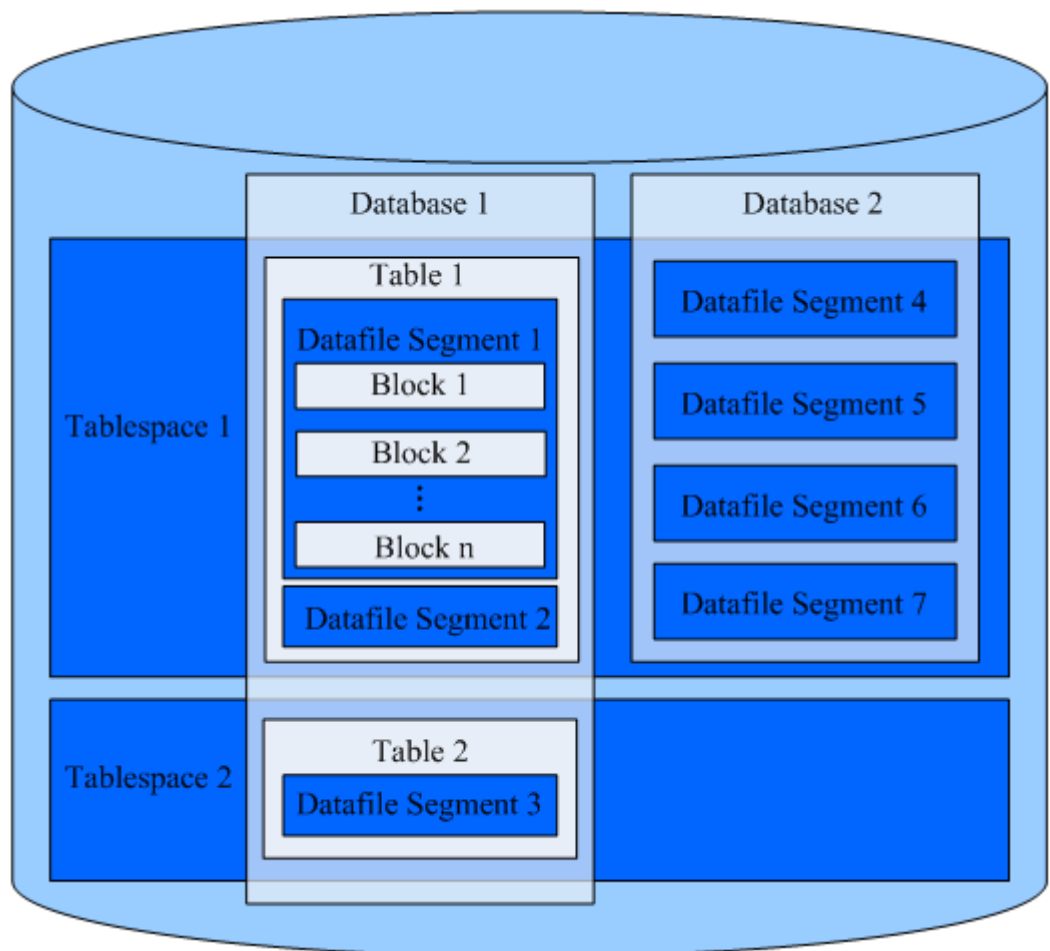 Database 1
Database 2
Tablespace 1
Table 1
Datafile Segment 1
Block 1
Block 2
⋮
Block n
Datafile Segment 2
Datafile Segment 4
Datafile Segment 5
Datafile Segment 6
Datafile Segment 7
Tablespace 2
Table 2
Datafile Segment 3